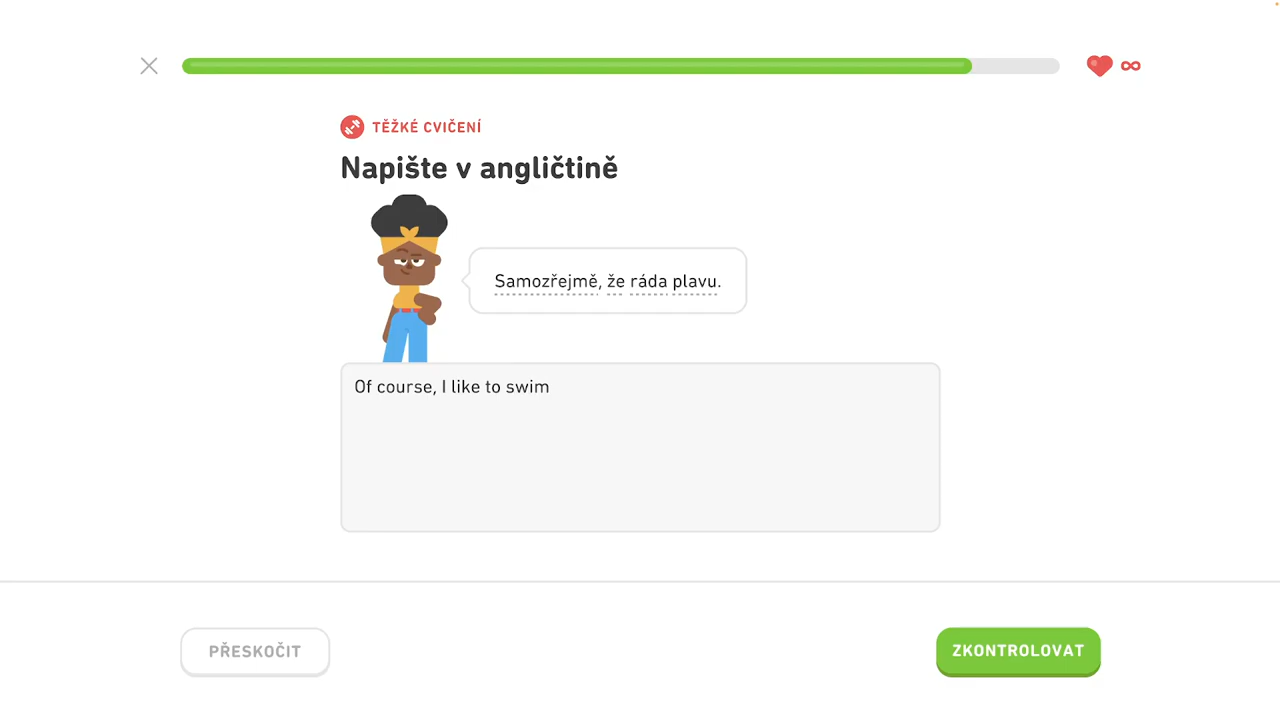 ∞
TĚŽKÉ CVIČENÍ
Napište v angličtině
Samozřejmě, že ráda plavu.
Of course, I like to swim
PŘESKOČIT
ZKONTROLOVAT